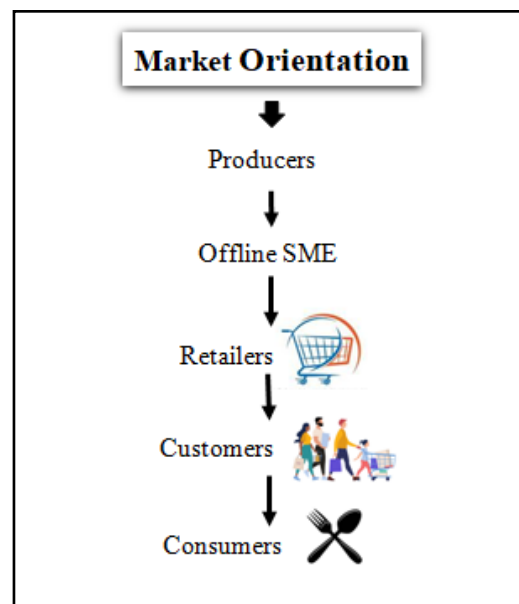 Market Orientation
Producers
Offline SME
Retailers
Customers
Consumers